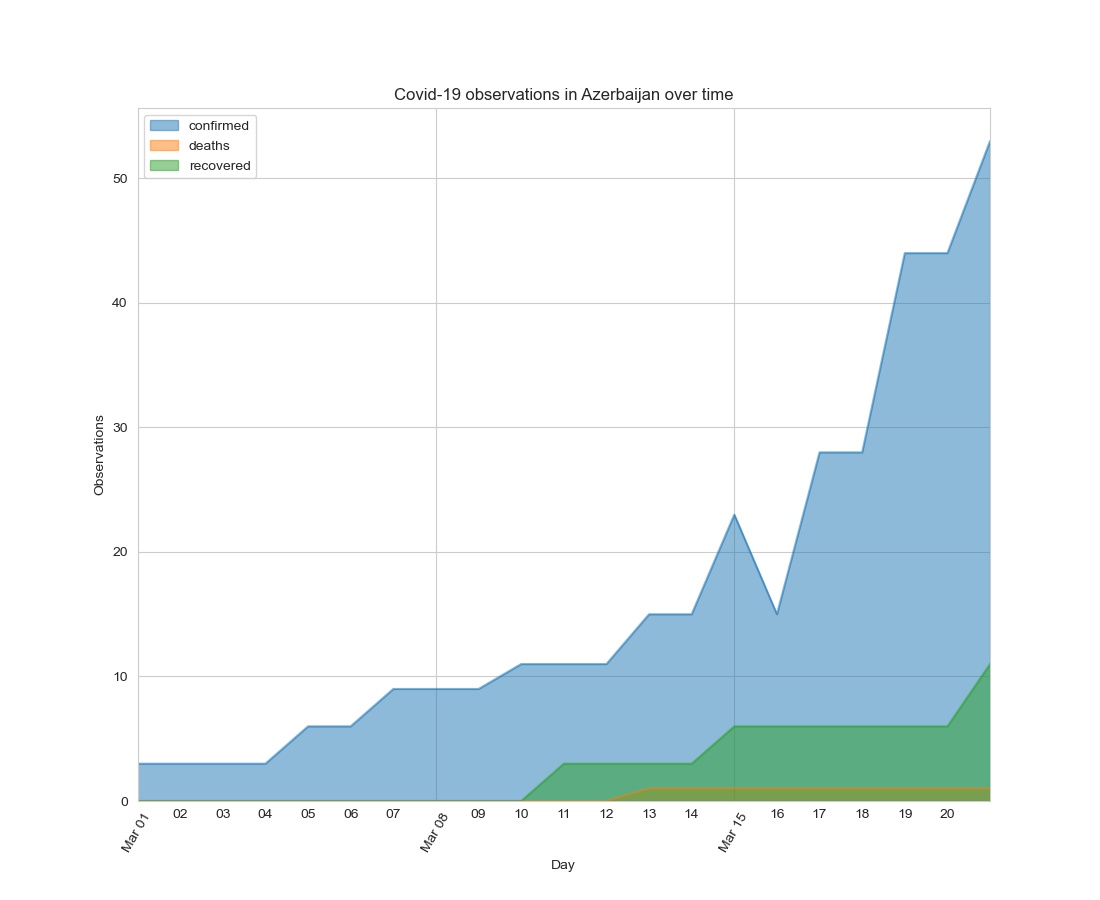 Covid-19 observations in Azerbaijan over time
confirmed
deaths
recovered
Observations
50
40
30
20
10
0
Mar 01 02 03 04 05 06 07 Mar 08 09 10 11 12 13 14 Mar 15 16 17 18 19 20
Day